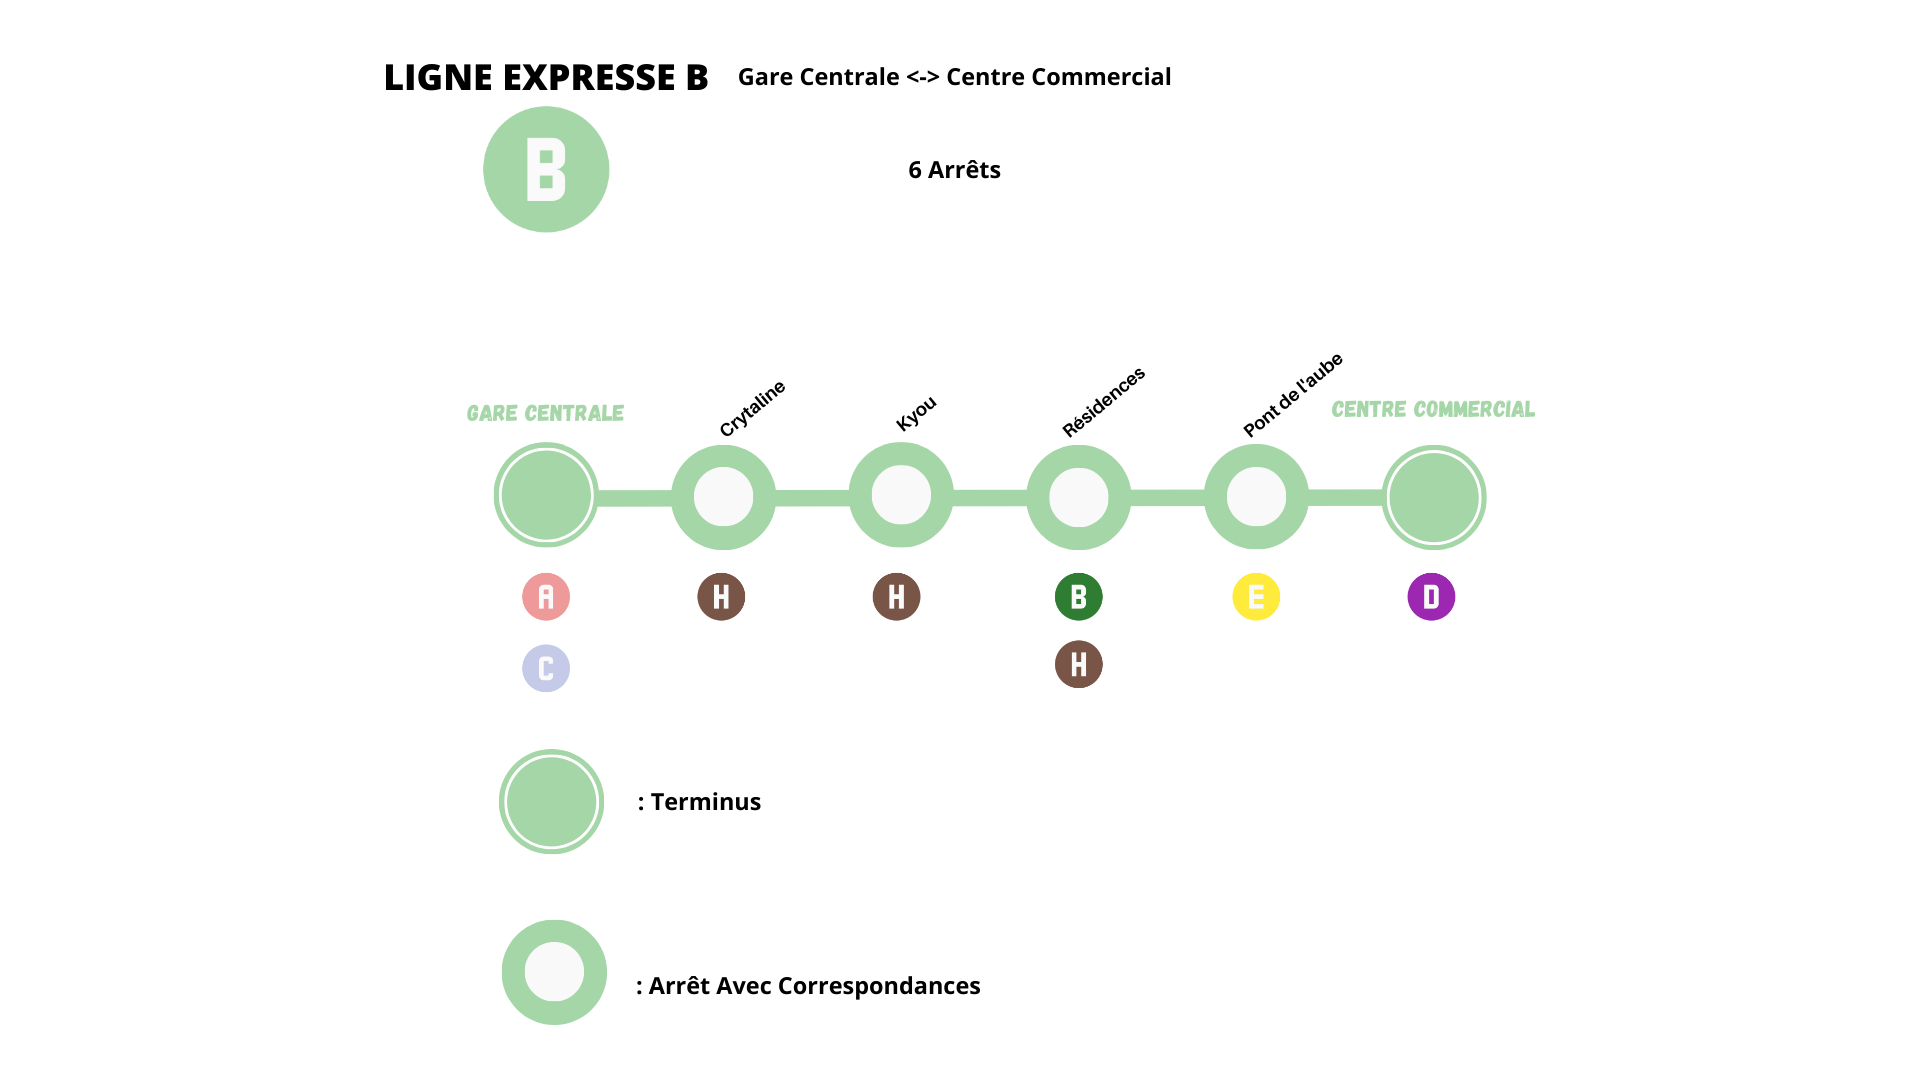 LIGNE EXPRESSE B Gare Centrale <-> Centre Commercial
B
6 Arrêts
GARE CENTRALE
Crytaline
Kyou
Résidences
Pont de l'aube
CENTRE COMMERCIAL
A
H
H
B
E
D
C
H
: Terminus
: Arrêt Avec Correspondances